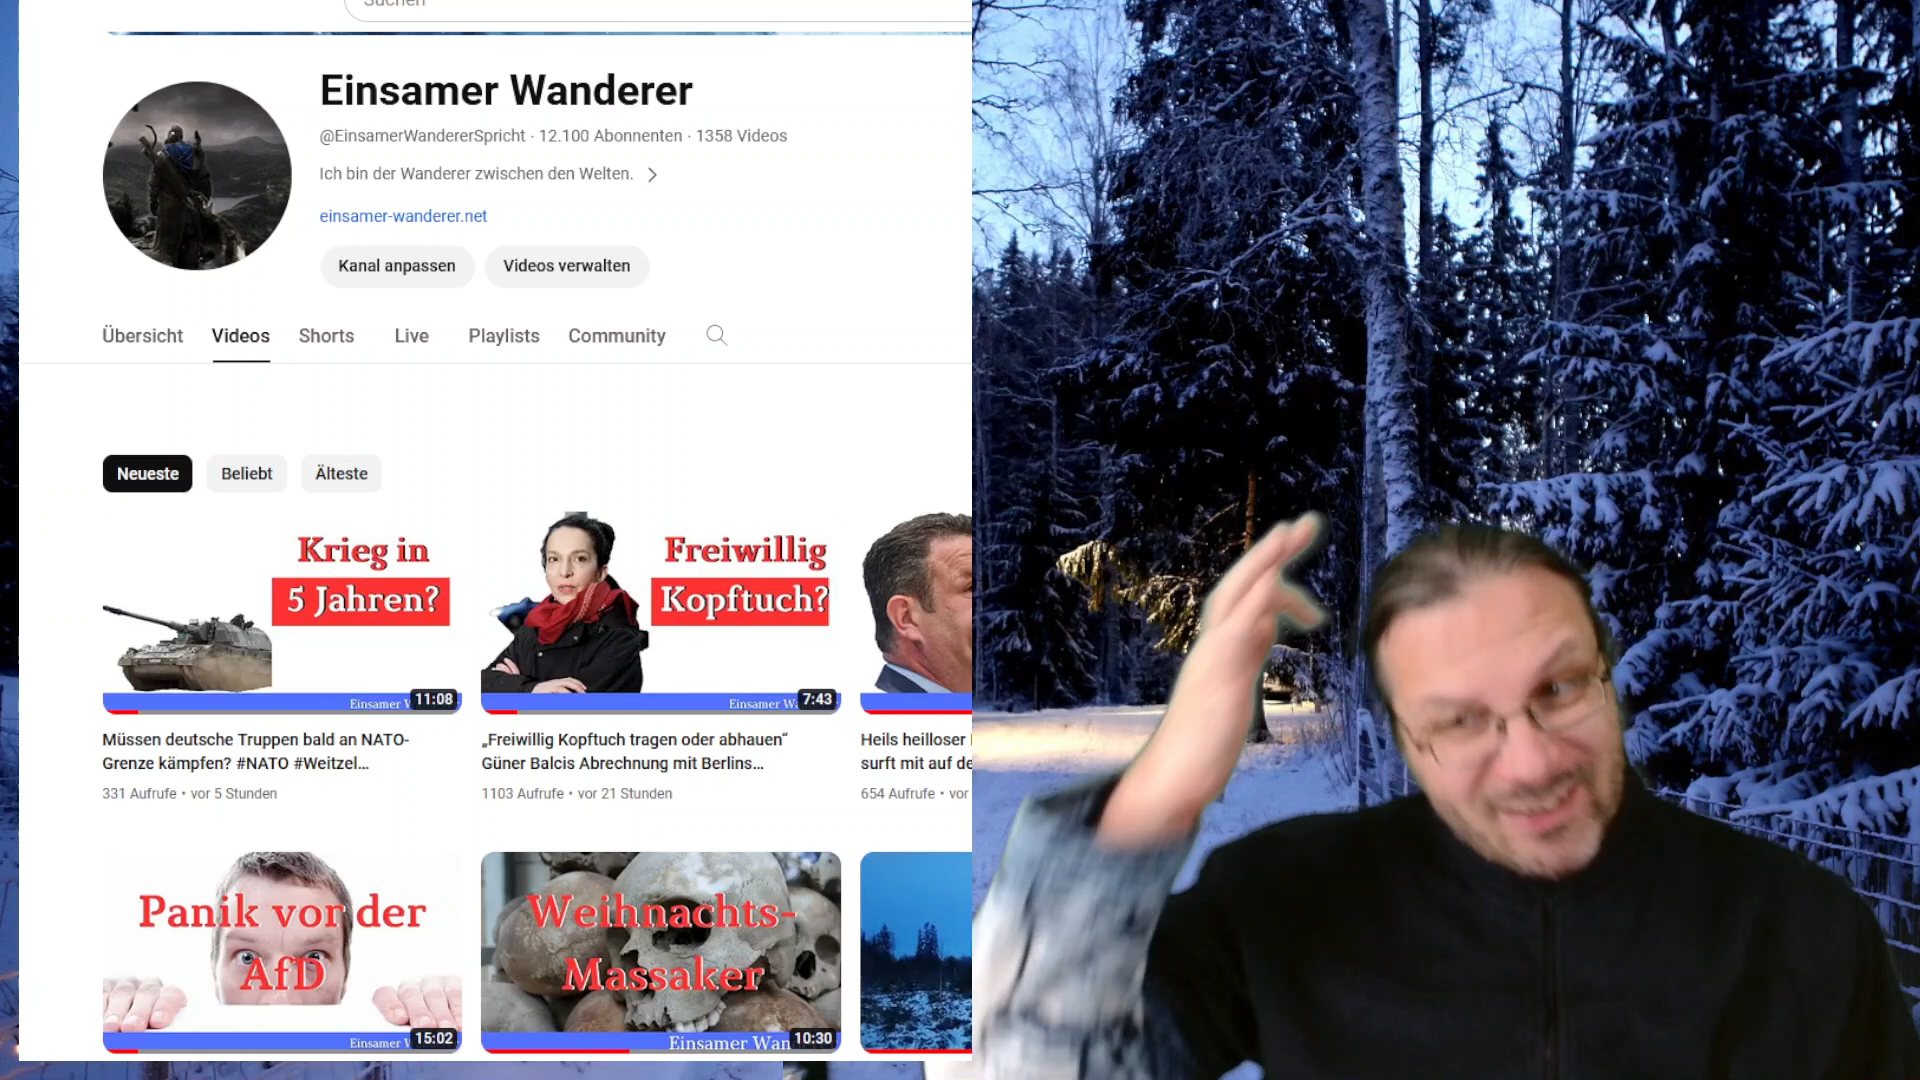 Suchen
Einsamer Wanderer
@EinsamerWandererSpricht · 12.100 Abonnenten · 1358 Videos
Ich bin der Wanderer zwischen den Welten.
einsamer-wanderer.net
Kanal anpassen
Videos verwalten
Übersicht
Videos
Shorts
Live
Playlists
Community
Neueste
Beliebt
Älteste
Krieg in
5 Jahren?
Einsamer
11:08
Freiwillig
Kopftuch?
Einsamer
7:43
Müssen deutsche Truppen bald an NATO-
Grenze kämpfen? #NATO #Weitzel...
331 Aufrufe • vor 5 Stunden
„Freiwillig Kopftuch tragen oder abhauen“
Güner Balcis Abrechnung mit Berlins...
1103 Aufrufe • vor 21 Stunden
Heils heilloser
surft mit auf
654 Aufrufe • vor
Panik vor der
AfD
Einsamer
15:02
Weihnachts-
Massaker
Einsamer
10:30